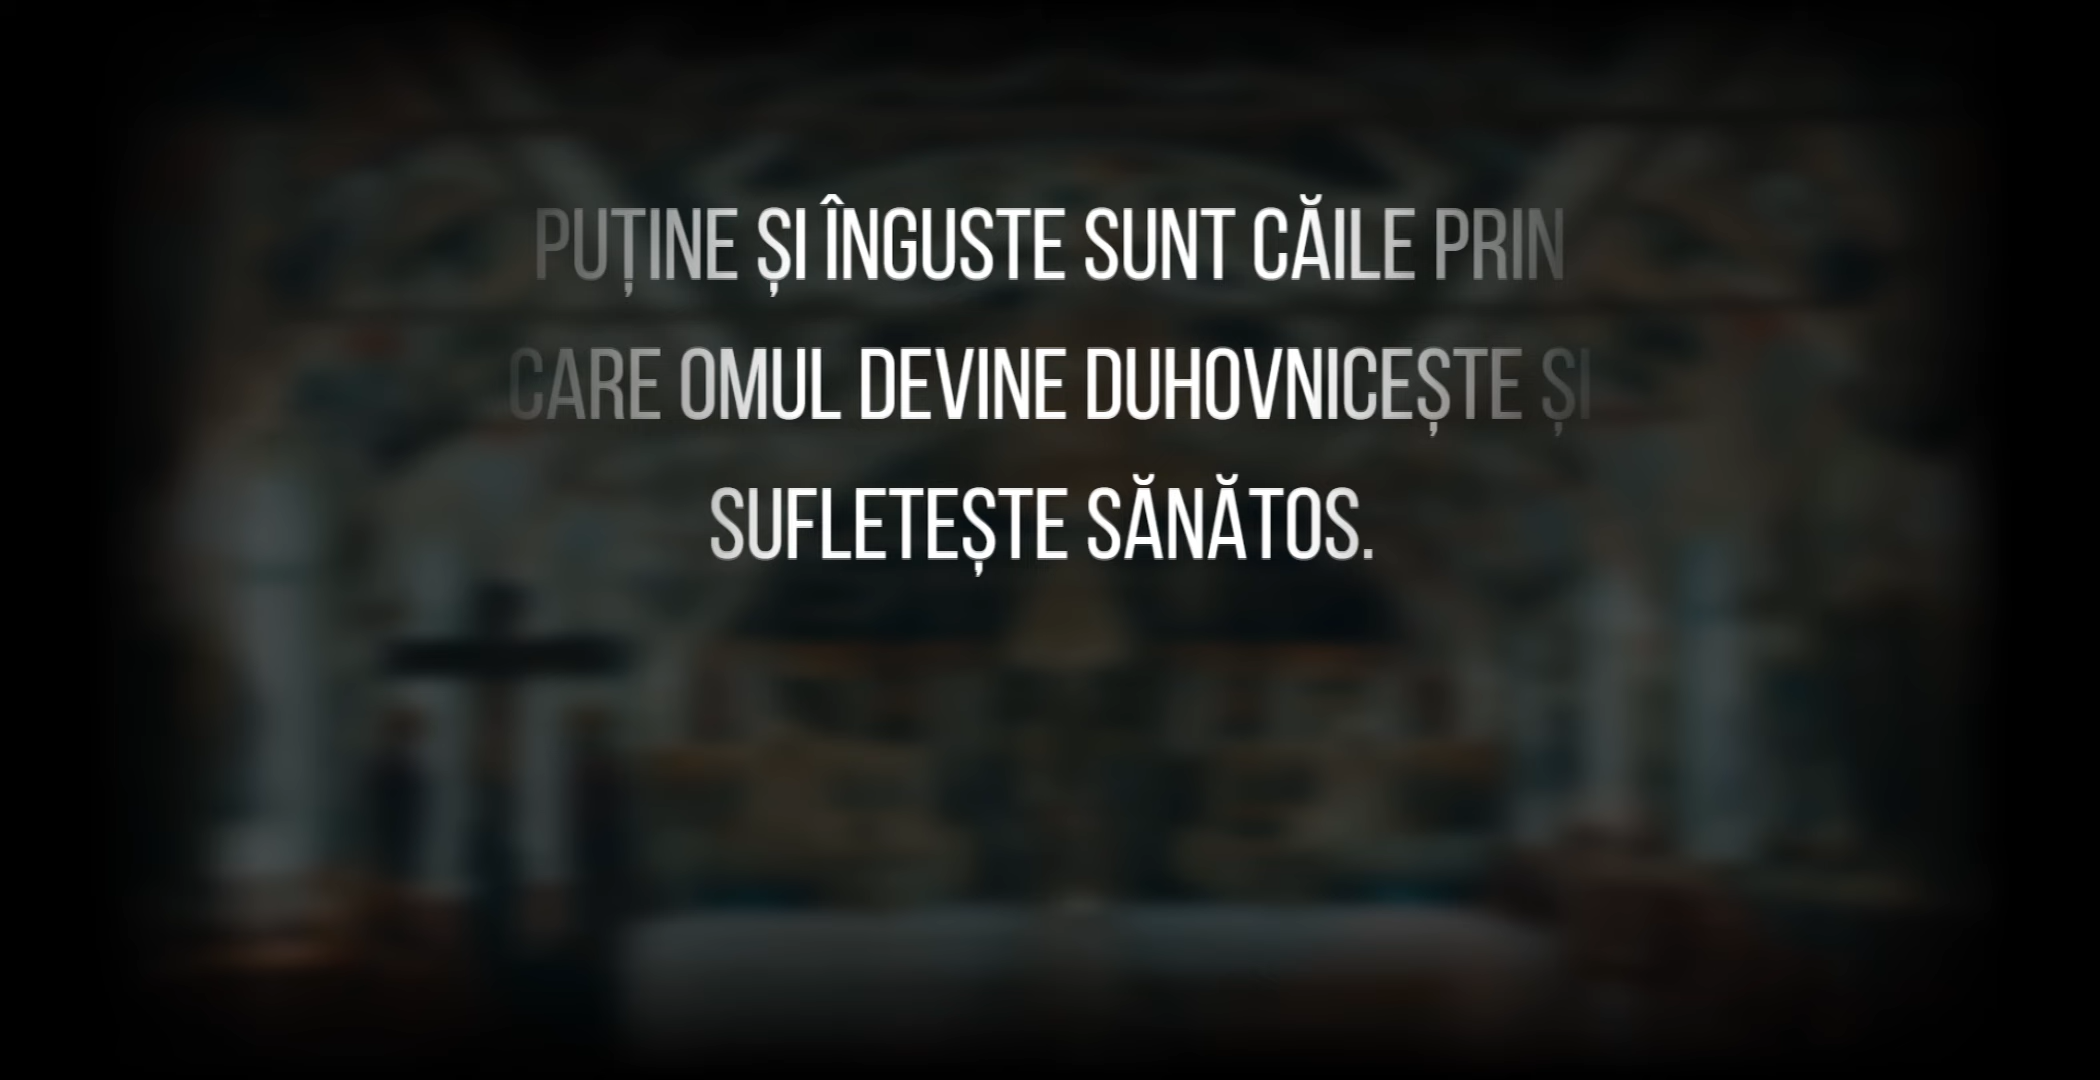 PUȚINE ȘI ÎNGUSTE SUNT CĂILE PRIN
CARE OMUL DEVINE DUHOVNICEȘTE ȘI
SUFLETEȘTE SĂNĂTOS.